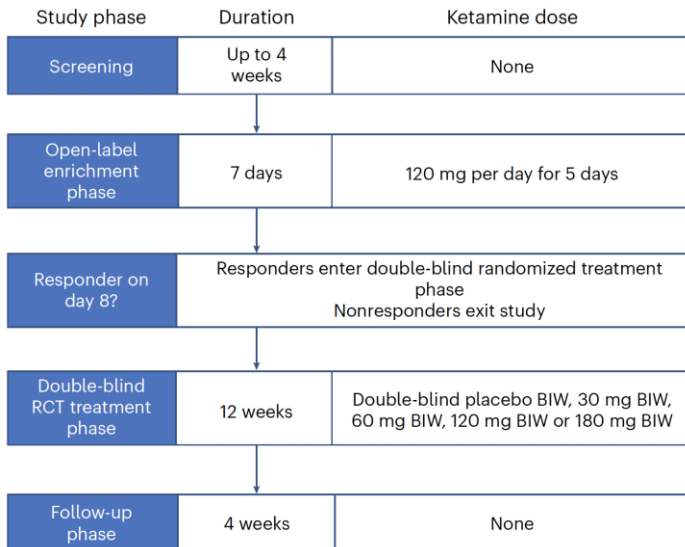 Study phase Duration Ketamine dose
Screening
Up to 4
weeks
None
Open-label
enrichment
phase
7 days
120 mg per day for 5 days
Responder on
day 8?
Responders enter double-blind randomized treatment
phase
Nonresponders exit study
Double-blind
RCT treatment
phase
12 weeks
Double-blind placebo BIW, 30 mg BIW,
60 mg BIW, 120 mg BIW or 180 mg BIW
Follow-up
phase
4 weeks
None